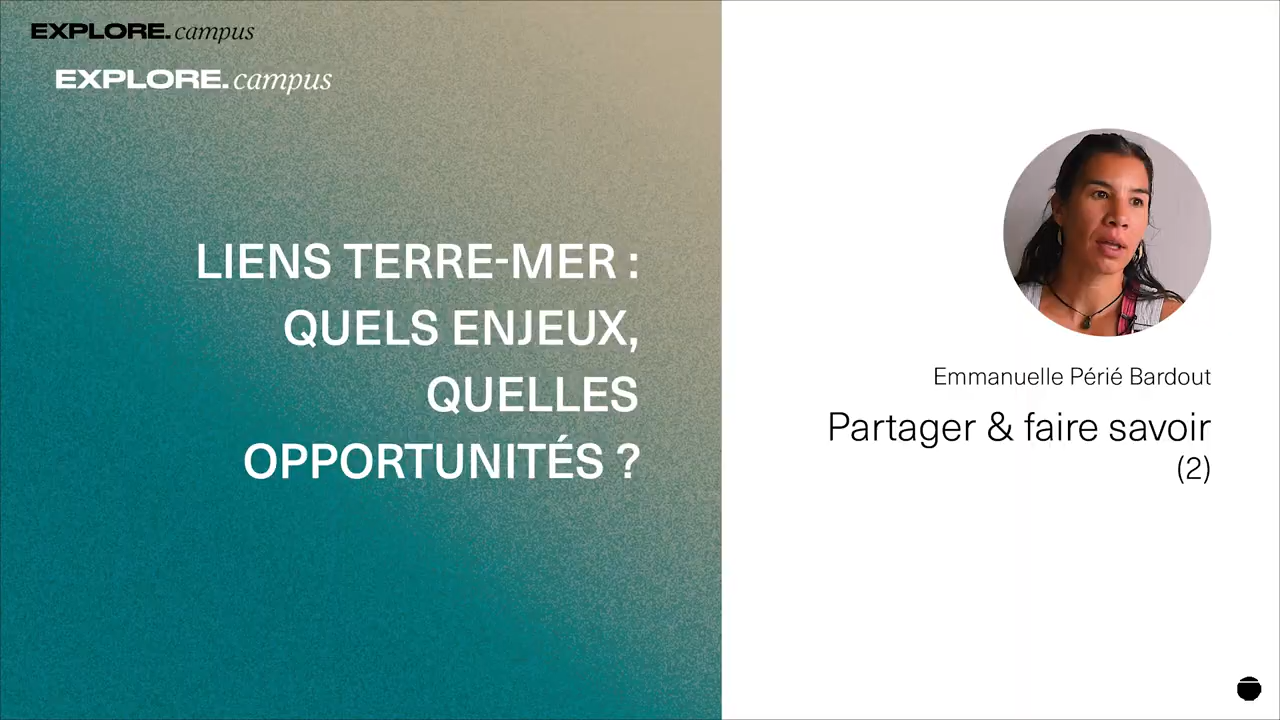 EXPLORE.campus
EXPLORE.campus
LIENS TERRE-MER :
QUELS ENJEUX,
QUELLES
OPPORTUNITÉS ?
Emmanuelle Périé Bardout
Partager & faire savoir
(2)